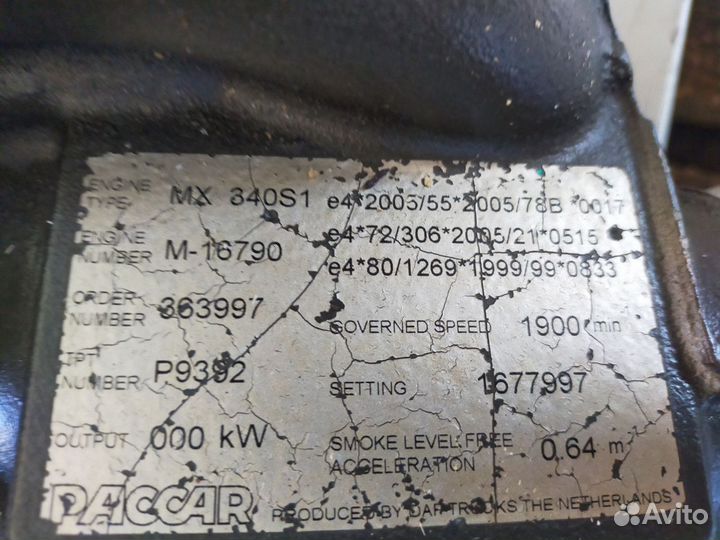 ENGINE TYPE MX 340S1 e4*2003/55*2005/78B *0017
ENGINE NUMBER M-16790 e4*72/306*2005/21*0515
e4*80/1269*1999/99*0833
ORDER NUMBER 363997 GOVERNED SPEED 1900 min
TPT NUMBER P9392 SETTING 1677997
OUTPUT 000 kW SMOKE LEVEL FREE ACCELERATION 0.64 m
PACCAR PRODUCED BY DAF TRUCKS THE NETHERLANDS
Avito